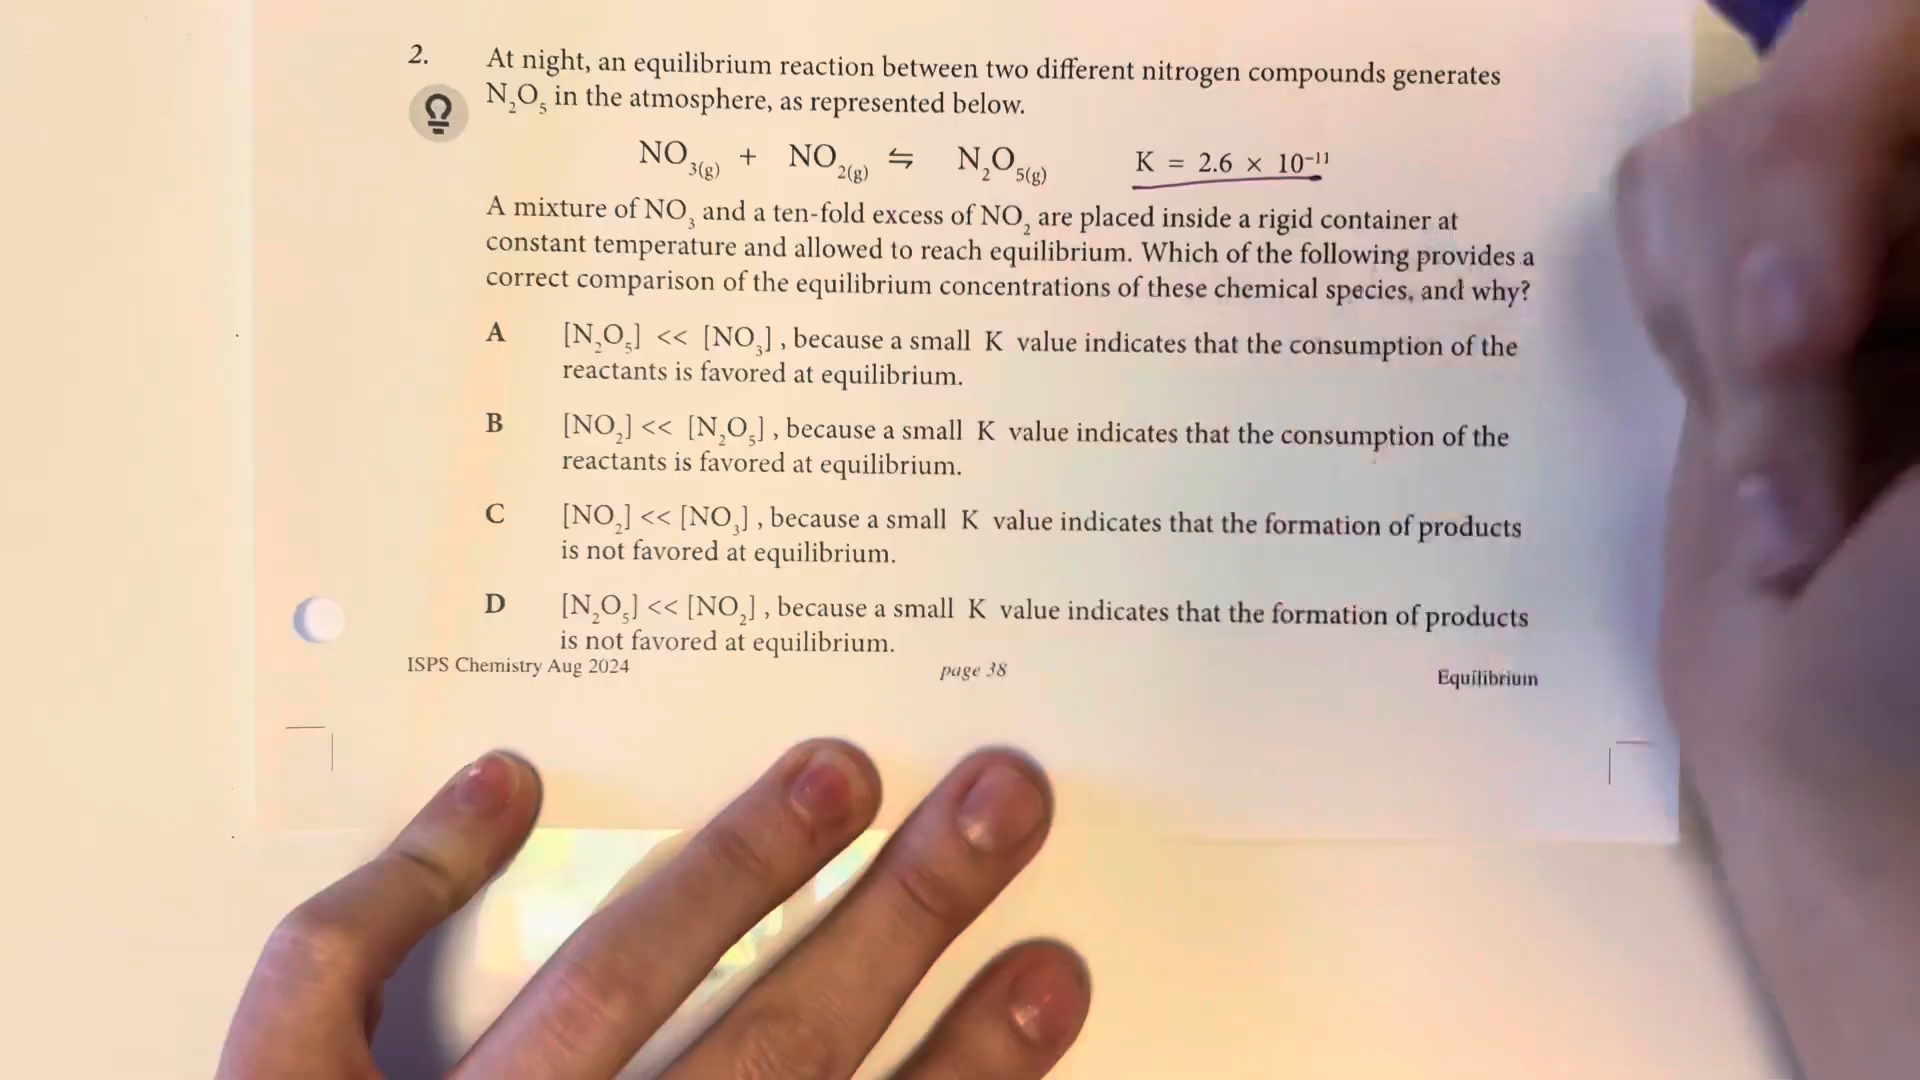 2. At night, an equilibrium reaction between two different nitrogen compounds generates
N₂O₅ in the atmosphere, as represented below.
NO₃(g) + NO₂(g) ⇋ N₂O₅(g) K = 2.6 × 10⁻¹¹
A mixture of NO₃ and a ten-fold excess of NO₂ are placed inside a rigid container at
constant temperature and allowed to reach equilibrium. Which of the following provides a
correct comparison of the equilibrium concentrations of these chemical species, and why?
A [N₂O₅] << [NO₃] , because a small K value indicates that the consumption of the
reactants is favored at equilibrium.
B [NO₂] << [N₂O₅] , because a small K value indicates that the consumption of the
reactants is favored at equilibrium.
C [NO₂] << [NO₃] , because a small K value indicates that the formation of products
is not favored at equilibrium.
D [N₂O₅] << [NO₂] , because a small K value indicates that the formation of products
is not favored at equilibrium.
ISPS Chemistry Aug 2024 page 38 Equilibrium